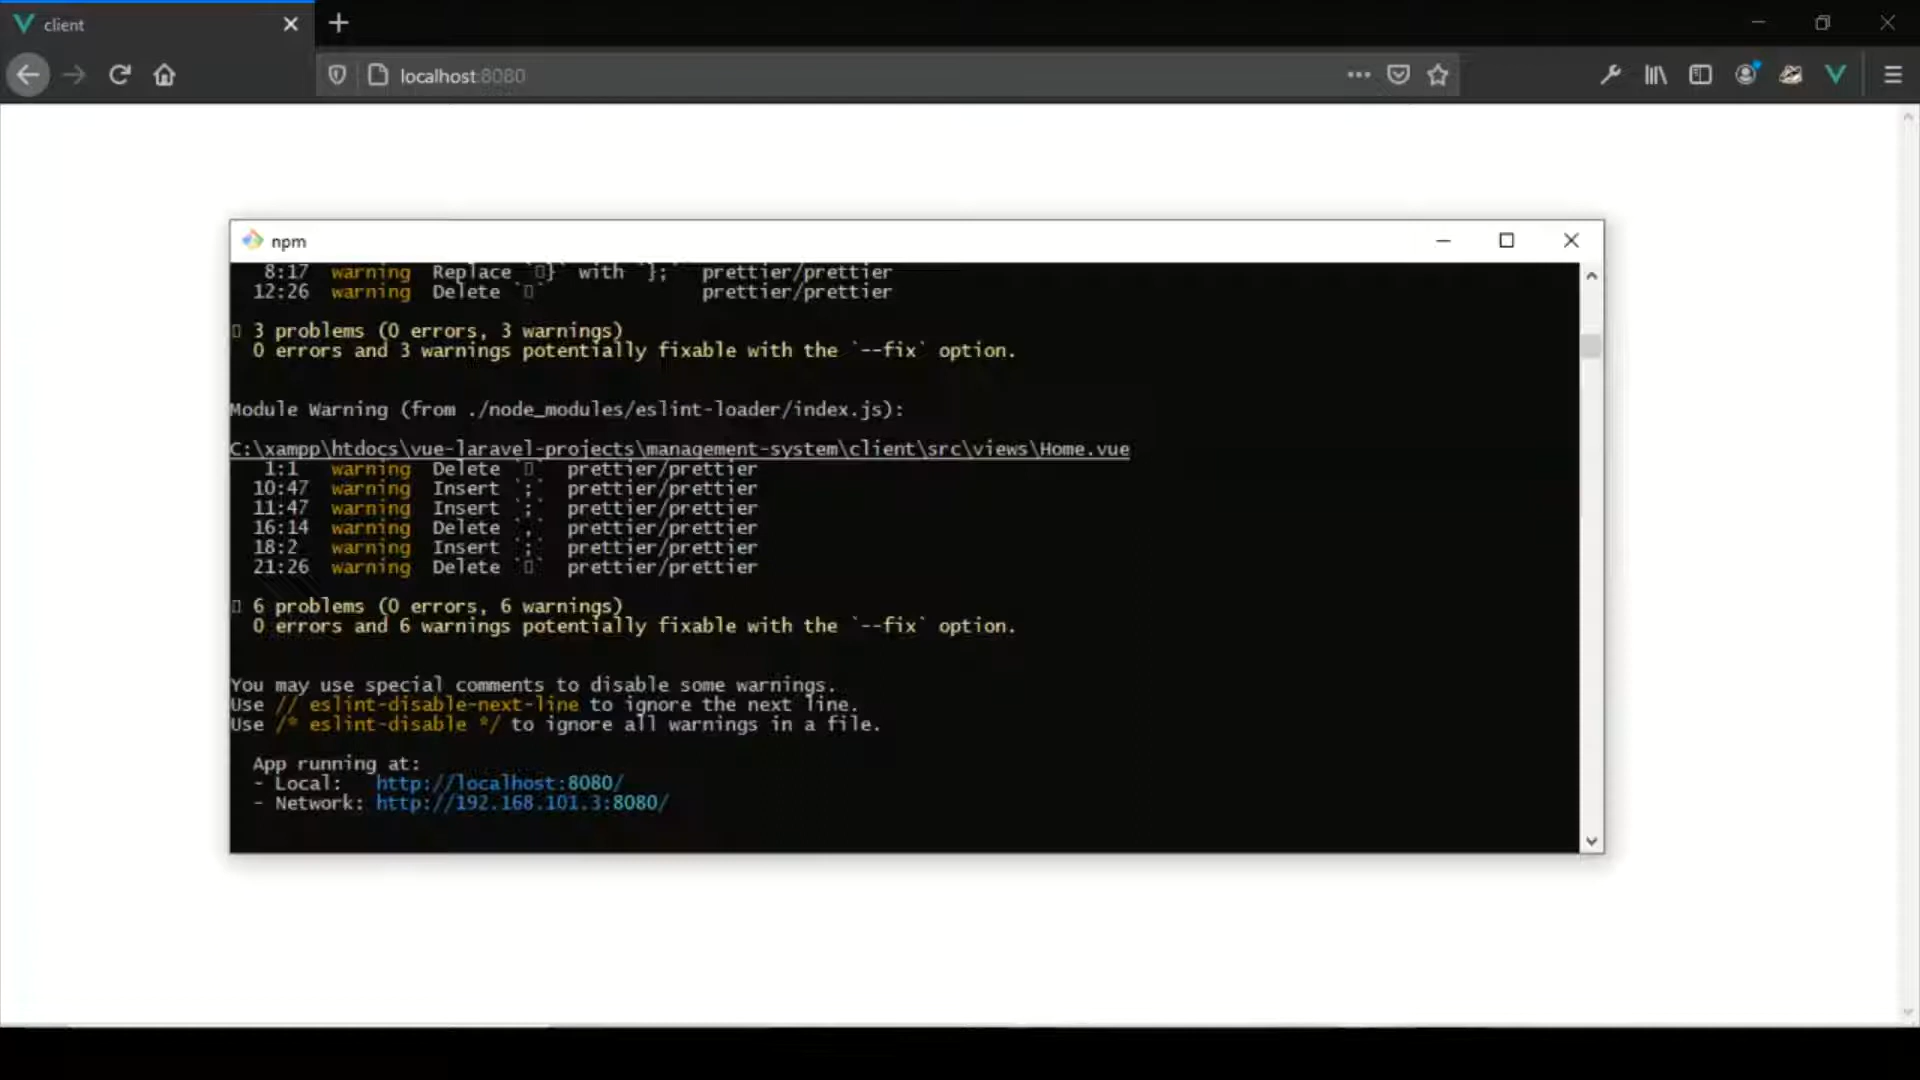 client
localhost:8080
npm
8:17 warning Replace `▯}` with `};` prettier/prettier
12:26 warning Delete `▯` prettier/prettier
▯ 3 problems (0 errors, 3 warnings)
0 errors and 3 warnings potentially fixable with the `--fix` option.
Module Warning (from ./node_modules/eslint-loader/index.js):
C:\xampp\htdocs\vue-laravel-projects\management-system\client\src\views\Home.vue
1:1 warning Delete `▯` prettier/prettier
10:47 warning Insert `;` prettier/prettier
11:47 warning Insert `;` prettier/prettier
16:14 warning Delete `,` prettier/prettier
18:2 warning Insert `;` prettier/prettier
21:26 warning Delete `▯` prettier/prettier
▯ 6 problems (0 errors, 6 warnings)
0 errors and 6 warnings potentially fixable with the `--fix` option.
You may use special comments to disable some warnings.
Use // eslint-disable-next-line to ignore the next line.
Use /* eslint-disable */ to ignore all warnings in a file.
App running at:
- Local: http://localhost:8080/
- Network: http://192.168.101.3:8080/